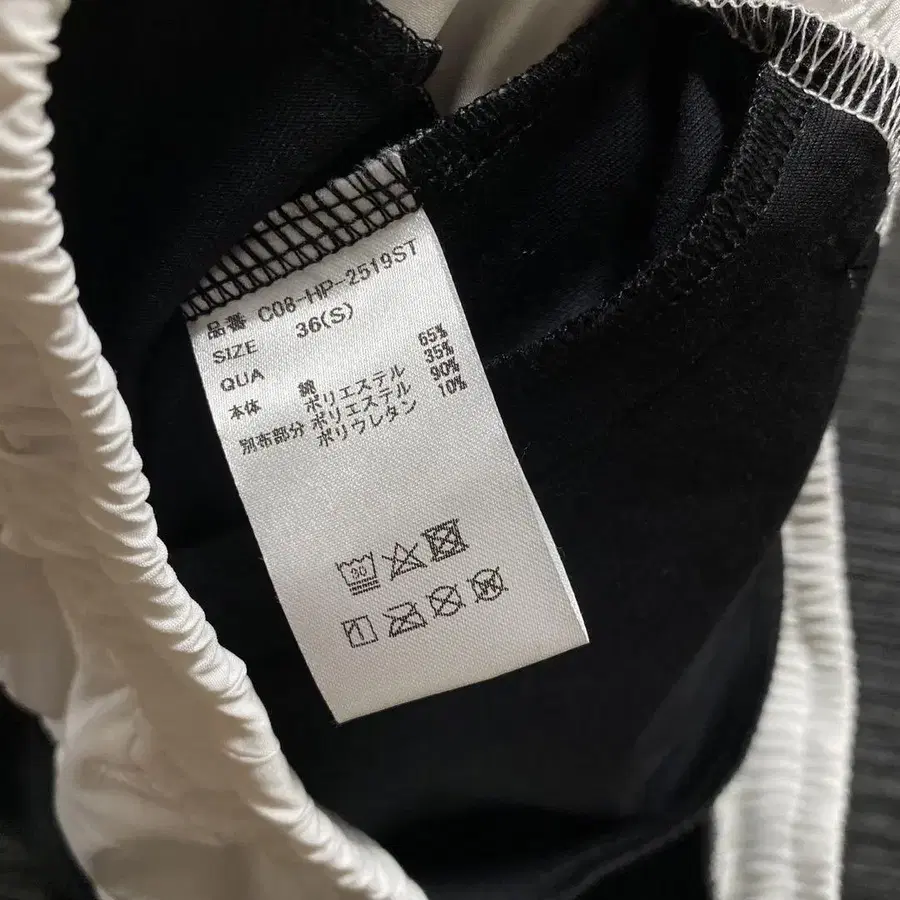 品番 C08-HP-2519ST
SIZE 36(S)
QUA
本体 綿 65%
ポリエステル 35%
別布部分 ポリエステル 90%
ポリウレタン 10%
30
W